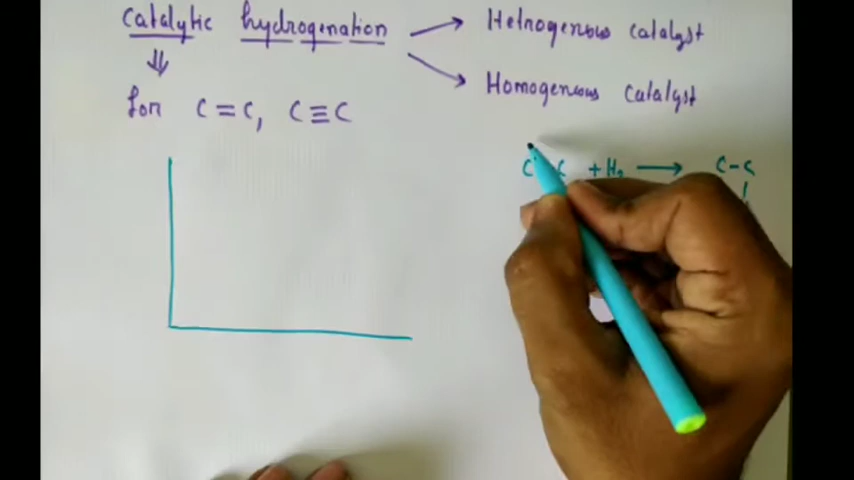 Catalytic hydrogenation → Hetrogenous catalyst
→ Homogenous catalyst
⇓
for C=C, C≡C
+ H₂ → C-C